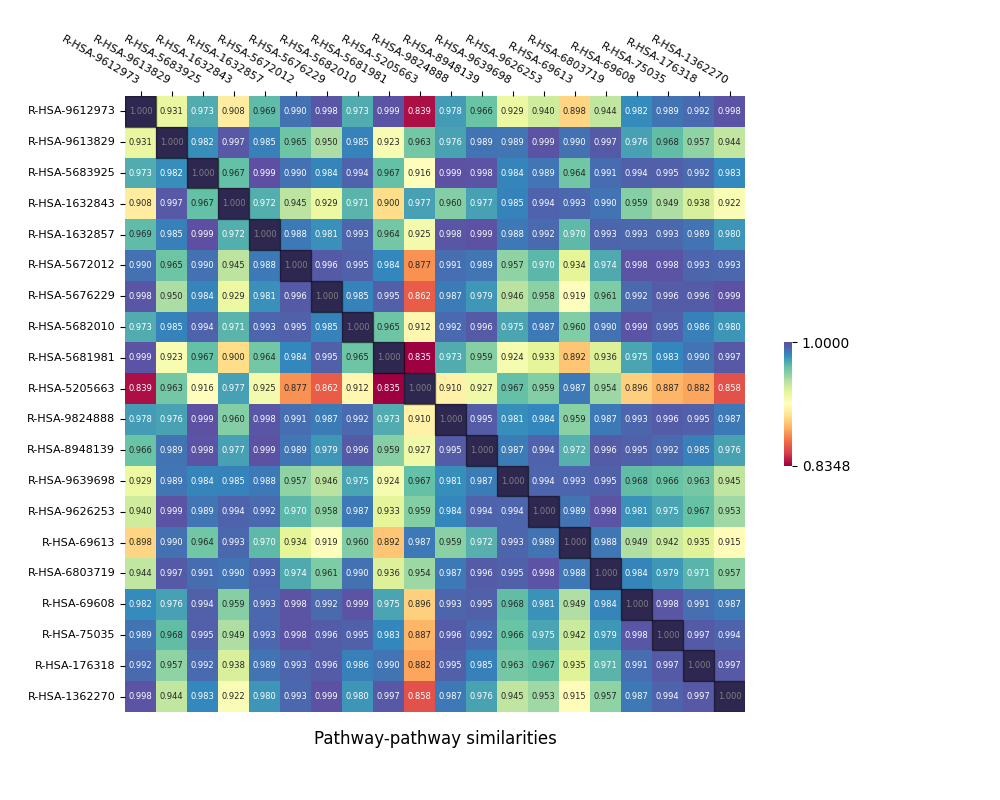 R-HSA-9612973
R-HSA-9613829
R-HSA-5683925
R-HSA-1632843
R-HSA-1632857
R-HSA-5672012
R-HSA-5676229
R-HSA-5682010
R-HSA-5681981
R-HSA-5205663
R-HSA-9824888
R-HSA-8948139
R-HSA-9639698
R-HSA-9626253
R-HSA-69613
R-HSA-6803719
R-HSA-69608
R-HSA-75035
R-HSA-176318
R-HSA-1362270
R-HSA-9612973 1.000 0.931 0.973 0.908 0.969 0.990 0.998 0.973 0.999 0.839 0.978 0.966 0.929 0.940 0.898 0.944 0.982 0.989 0.992 0.998
R-HSA-9613829 0.931 1.000 0.982 0.997 0.985 0.965 0.950 0.985 0.923 0.963 0.976 0.989 0.989 0.999 0.990 0.997 0.976 0.968 0.957 0.944
R-HSA-5683925 0.973 0.982 1.000 0.967 0.999 0.990 0.984 0.994 0.967 0.916 0.999 0.998 0.984 0.989 0.964 0.991 0.994 0.995 0.992 0.983
R-HSA-1632843 0.908 0.997 0.967 1.000 0.972 0.945 0.929 0.971 0.900 0.977 0.960 0.977 0.985 0.994 0.993 0.990 0.959 0.949 0.938 0.922
R-HSA-1632857 0.969 0.985 0.999 0.972 1.000 0.988 0.981 0.993 0.964 0.925 0.998 0.999 0.988 0.992 0.970 0.993 0.993 0.993 0.989 0.980
R-HSA-5672012 0.990 0.965 0.990 0.945 0.988 1.000 0.996 0.995 0.984 0.877 0.991 0.989 0.957 0.970 0.934 0.974 0.998 0.998 0.993 0.993
R-HSA-5676229 0.998 0.950 0.984 0.929 0.981 0.996 1.000 0.985 0.995 0.862 0.987 0.979 0.946 0.958 0.919 0.961 0.992 0.996 0.996 0.999
R-HSA-5682010 0.973 0.985 0.994 0.971 0.993 0.995 0.985 1.000 0.965 0.912 0.992 0.996 0.975 0.987 0.960 0.990 0.999 0.995 0.986 0.980
R-HSA-5681981 0.999 0.923 0.967 0.900 0.964 0.984 0.995 0.965 1.000 0.835 0.973 0.959 0.924 0.933 0.892 0.936 0.975 0.983 0.990 0.997
R-HSA-5205663 0.839 0.963 0.916 0.977 0.925 0.877 0.862 0.912 0.835 1.000 0.910 0.927 0.967 0.959 0.987 0.954 0.896 0.887 0.882 0.858
R-HSA-9824888 0.978 0.976 0.999 0.960 0.998 0.991 0.987 0.992 0.973 0.910 1.000 0.995 0.981 0.984 0.959 0.987 0.993 0.996 0.995 0.987
R-HSA-8948139 0.966 0.989 0.998 0.977 0.999 0.989 0.979 0.996 0.959 0.927 0.995 1.000 0.987 0.994 0.972 0.996 0.995 0.992 0.985 0.976
R-HSA-9639698 0.929 0.989 0.984 0.985 0.988 0.957 0.946 0.975 0.924 0.967 0.981 0.987 1.000 0.994 0.993 0.995 0.968 0.966 0.963 0.945
R-HSA-9626253 0.940 0.999 0.989 0.994 0.992 0.970 0.958 0.987 0.933 0.959 0.984 0.994 0.994 1.000 0.989 0.998 0.981 0.975 0.967 0.953
R-HSA-69613 0.898 0.990 0.964 0.993 0.970 0.934 0.919 0.960 0.892 0.987 0.959 0.972 0.993 0.989 1.000 0.988 0.949 0.942 0.935 0.915
R-HSA-6803719 0.944 0.997 0.991 0.990 0.993 0.974 0.961 0.990 0.936 0.954 0.987 0.996 0.995 0.998 0.988 1.000 0.984 0.979 0.971 0.957
R-HSA-69608 0.982 0.976 0.994 0.959 0.993 0.998 0.992 0.999 0.975 0.896 0.993 0.995 0.968 0.981 0.949 0.984 1.000 0.998 0.991 0.987
R-HSA-75035 0.989 0.968 0.995 0.949 0.993 0.998 0.996 0.995 0.983 0.887 0.996 0.992 0.966 0.975 0.942 0.979 0.998 1.000 0.997 0.994
R-HSA-176318 0.992 0.957 0.992 0.938 0.989 0.993 0.996 0.986 0.990 0.882 0.995 0.985 0.963 0.967 0.935 0.971 0.991 0.997 1.000 0.997
R-HSA-1362270 0.998 0.944 0.983 0.922 0.980 0.993 0.999 0.980 0.997 0.858 0.987 0.976 0.945 0.953 0.915 0.957 0.987 0.994 0.997 1.000
1.0000
0.8348
Pathway-pathway similarities